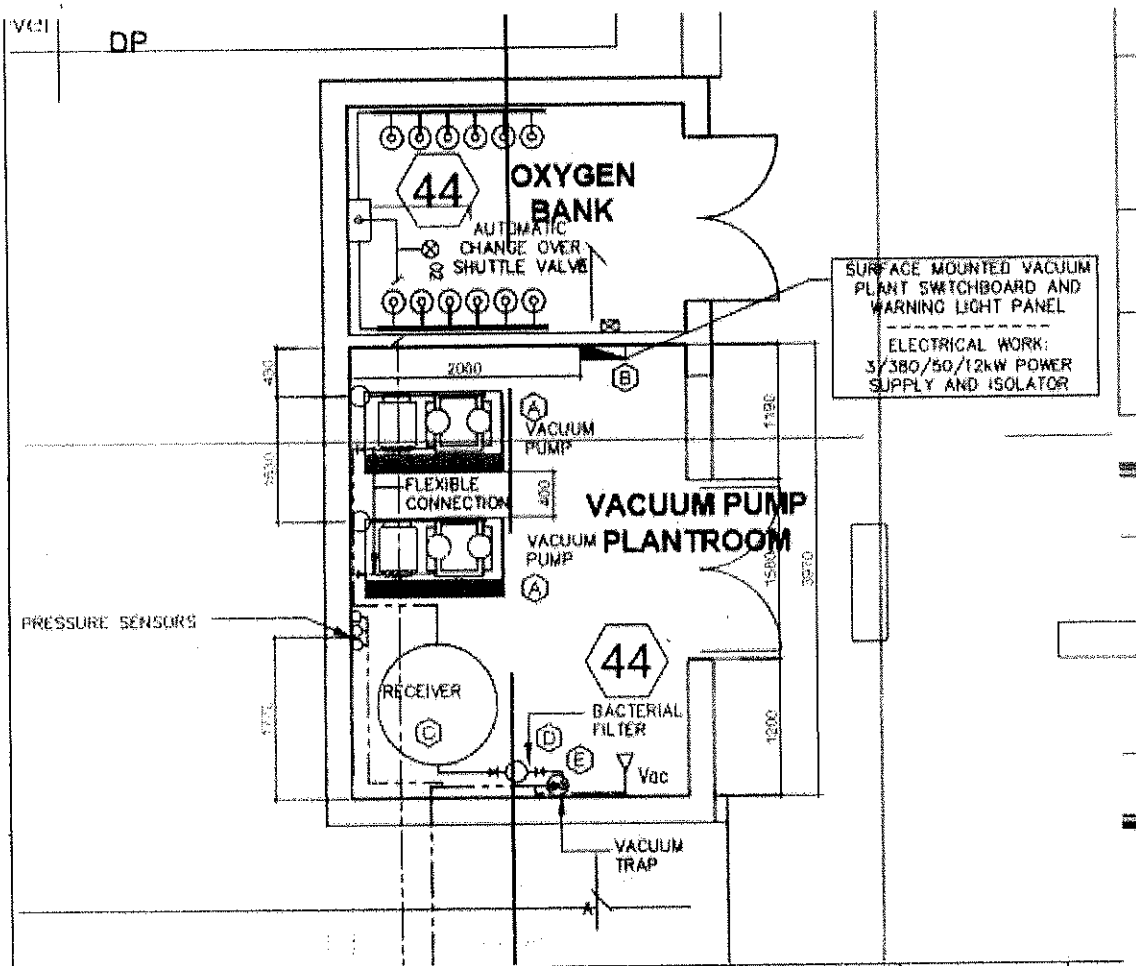 DP
44
OXYGEN
BANK
AUTOMATIC
CHANGE OVER
SHUTTLE VALVE
02
SURFACE MOUNTED VACUUM
PLANT SWITCHBOARD AND
WARNING LIGHT PANEL
ELECTRICAL WORK:
3/380/50/12kW POWER
SUPPLY AND ISOLATOR
2000
B
A
VACUUM
PUMP
FLEXIBLE
CONNECTION
400
VACUUM PUMP
PLANTROOM
VACUUM
PUMP
A
1580
3970
PRESSURE SENSORS
44
RECEIVER
C
BACTERIAL
FILTER
D
E
Vac
1200
VACUUM
TRAP
A